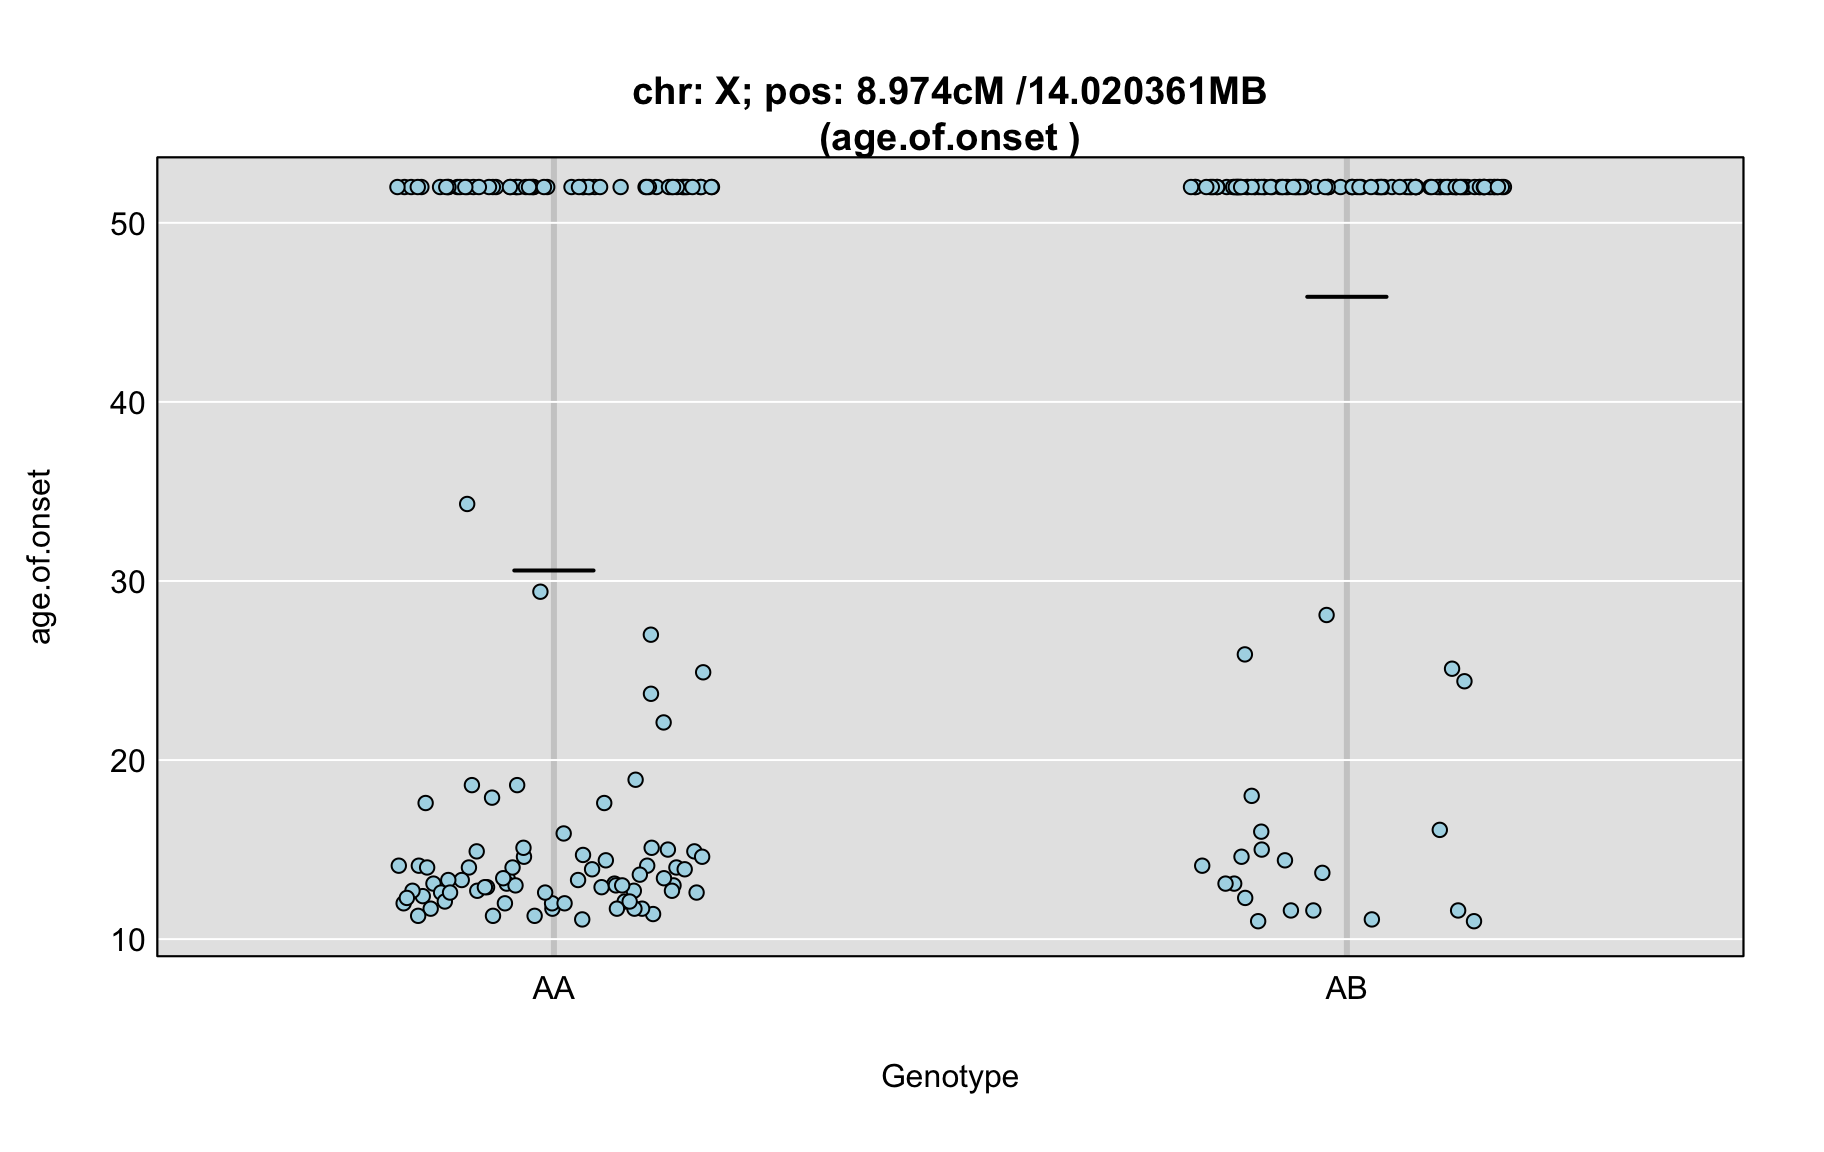 chr: X; pos: 8.974cM /14.020361MB
(age.of.onset )
50
40
30
20
10
age.of.onset
AA
AB
Genotype